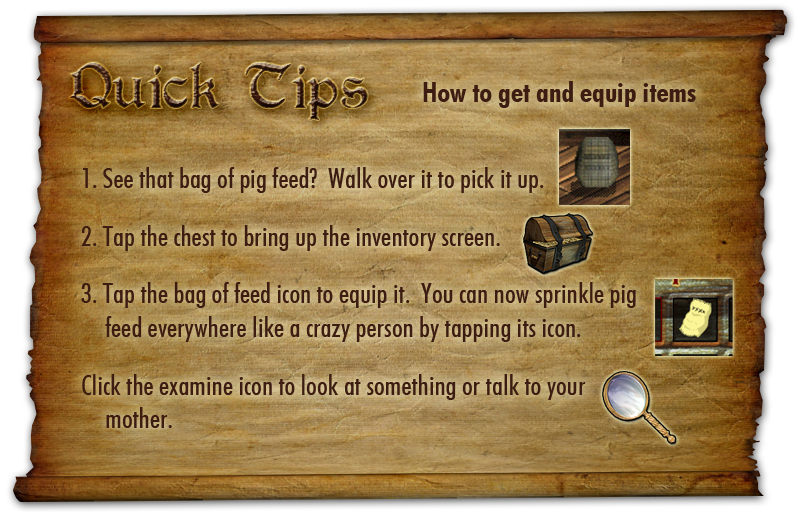 Quick Tips
How to get and equip items
1. See that bag of pig feed? Walk over it to pick it up.
2. Tap the chest to bring up the inventory screen.
3. Tap the bag of feed icon to equip it. You can now sprinkle pig
feed everywhere like a crazy person by tapping its icon.
Click the examine icon to look at something or talk to your
mother.